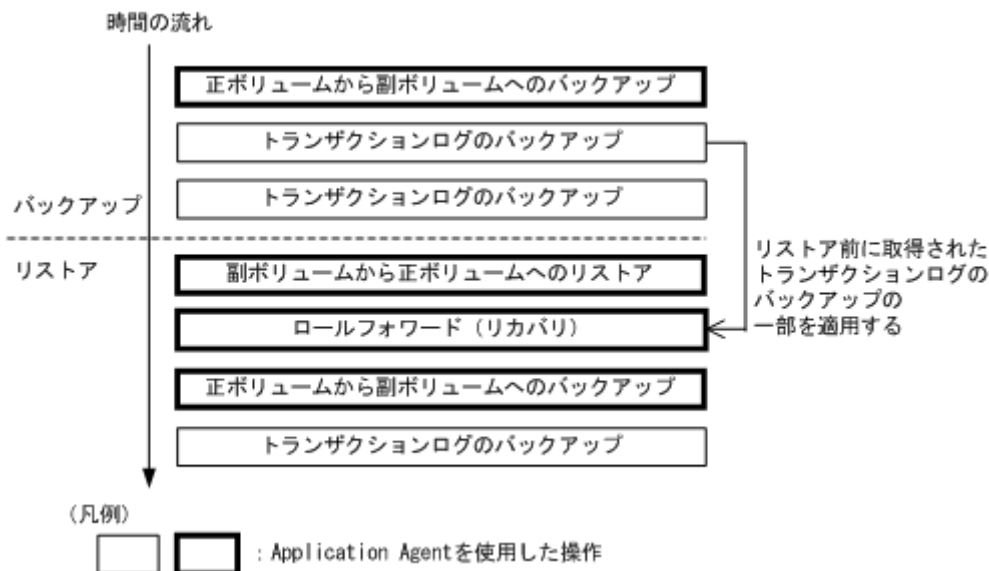 時間の流れ
正ボリュームから副ボリュームへのバックアップ
トランザクションログのバックアップ
トランザクションログのバックアップ
バックアップ
リストア
副ボリュームから正ボリュームへのリストア
ロールフォワード（リカバリ）
リストア前に取得された
トランザクションログの
バックアップの
一部を適用する
正ボリュームから副ボリュームへのバックアップ
トランザクションログのバックアップ
（凡例）
：Application Agentを使用した操作